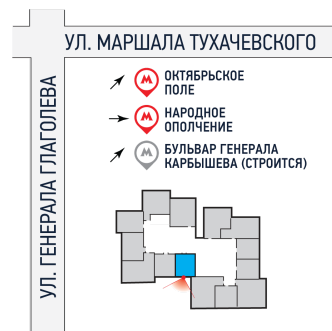 УЛ. МАРШАЛА ТУХАЧЕВСКОГО
УЛ. ГЕНЕРАЛА ГЛАГОЛЕВА
М ОКТЯБРЬСКОЕ
ПОЛЕ
М НАРОДНОЕ
ОПОЛЧЕНИЕ
М БУЛЬВАР ГЕНЕРАЛА
КАРБЫШЕВА (СТРОИТСЯ)